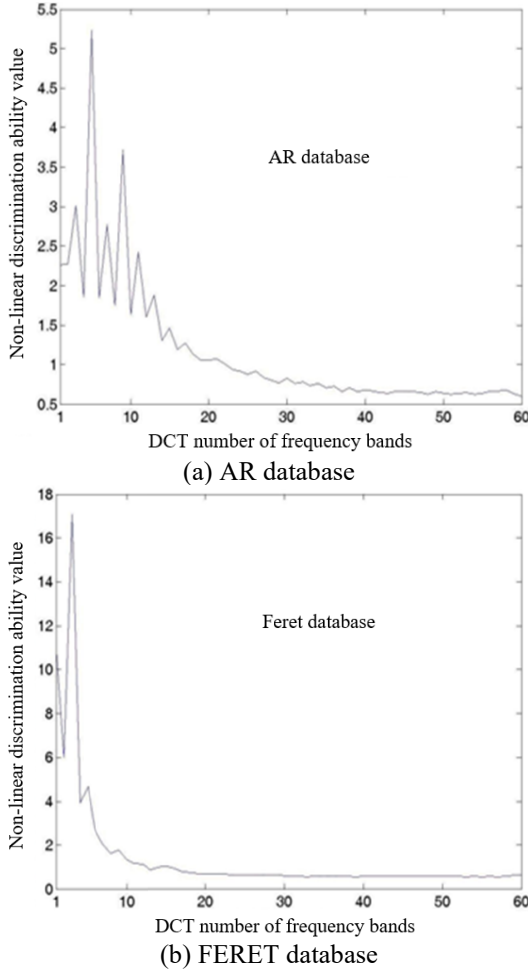 5.5
5
4.5
4
3.5
3
2.5
2
1.5
1
0.5
Non-linear discrimination ability value
AR database
1 10 20 30 40 50 60
DCT number of frequency bands
(a) AR database
18
16
14
12
10
8
6
4
2
0
Non-linear discrimination ability value
Feret database
1 10 20 30 40 50 60
DCT number of frequency bands
(b) FERET database